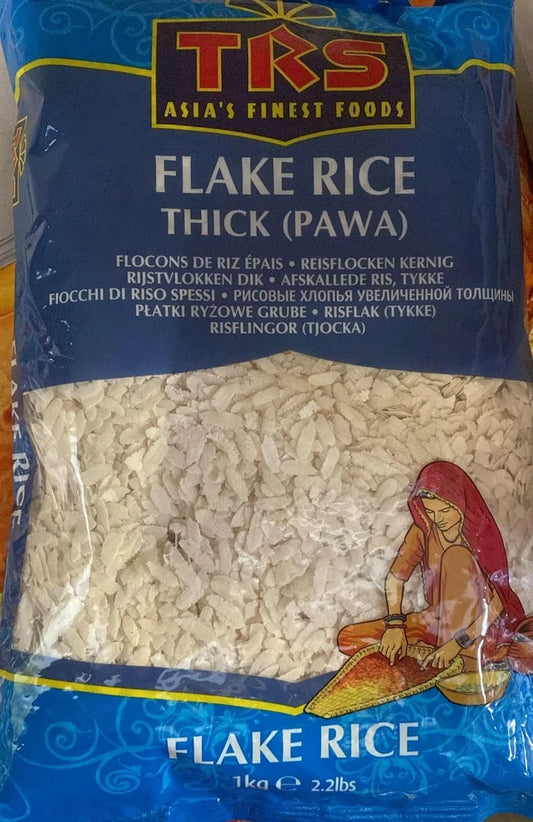 TRS
ASIA'S FINEST FOODS
FLAKE RICE
THICK (PAWA)
FLOCONS DE RIZ ÉPAIS • REISFLOCKEN KERNIG
RIJSTVLOKKEN DIK • AFSKALLEDE RIS, TYKKE
FIOCCHI DI RISO SPESSI • РИСОВЫЕ ХЛОПЬЯ УВЕЛИЧЕННОЙ ТОЛЩИНЫ
PŁATKI RYŻOWE GRUBE • RISFLAK (TYKKE)
RISFLINGOR (TJOCKA)
FLAKE RICE
FLAKE RICE
1kg ℮ 2.2lbs